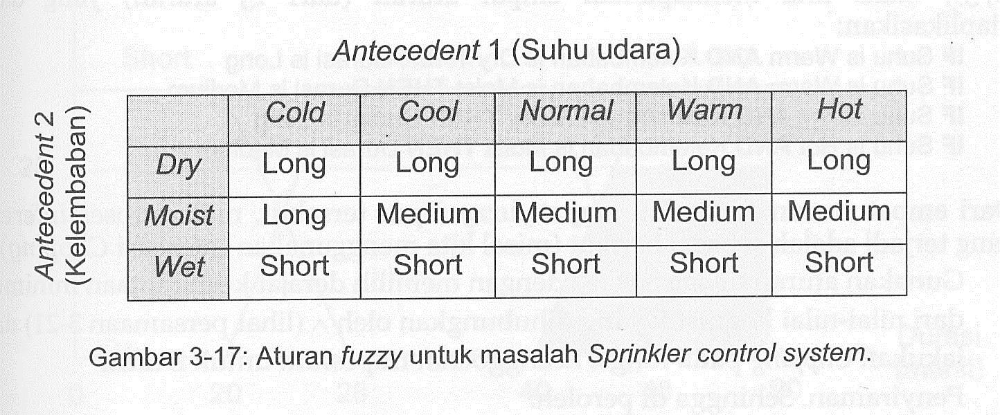 Antecedent 1 (Suhu udara)
Antecedent 2
(Kelembaban)
Cold Cool Normal Warm Hot
Dry Long Long Long Long Long
Moist Long Medium Medium Medium Medium
Wet Short Short Short Short Short
Gambar 3-17: Aturan fuzzy untuk masalah Sprinkler control system.